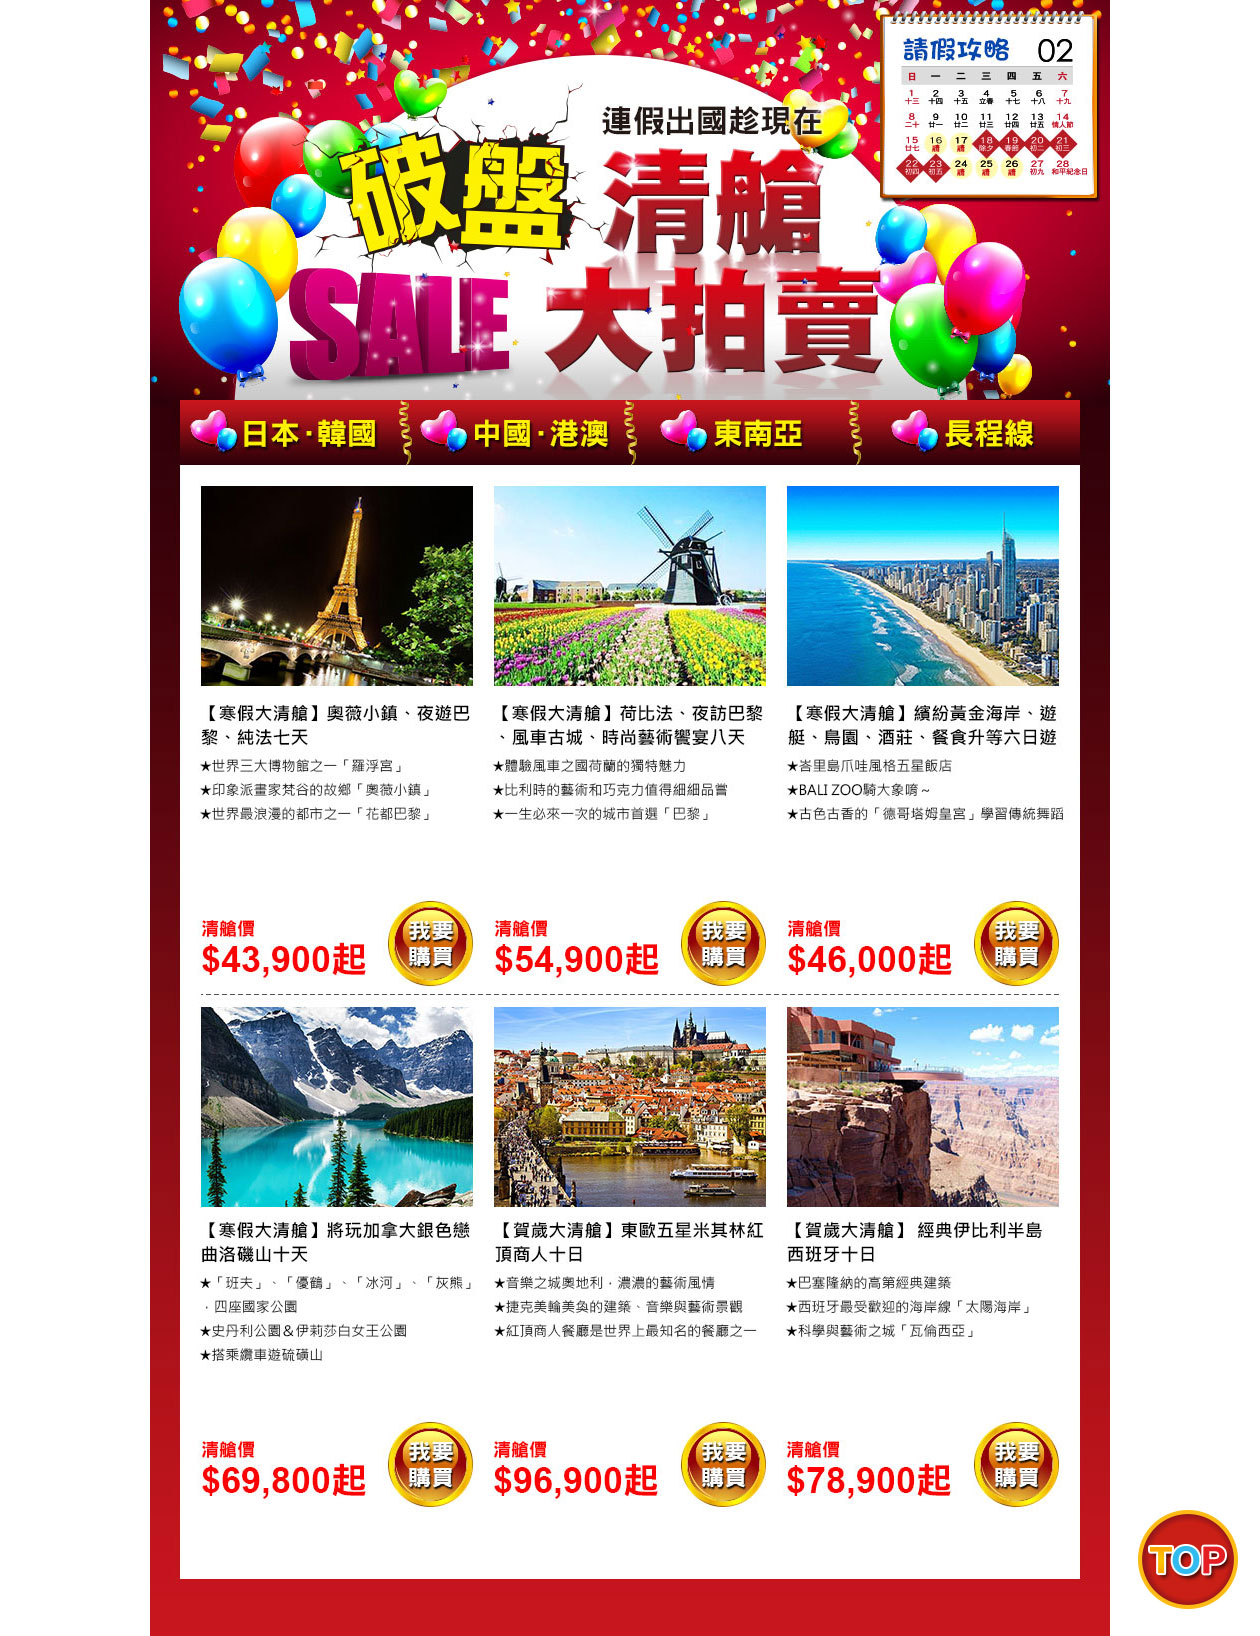 連假出國趁現在
破盤 清艙
SALE 大拍賣
請假攻略 02
日 一 二 三 四 五 六
1 2 3 4 5 6 7
十三 十四 十五 立春 十七 十八 十九
8 9 10 11 12 13 14
二十 廿一 廿二 廿三 廿四 廿五 情人節
15 16 17 18 19 20 21
廿七 請 請 除夕 春節 初二 初三
22 23 24 25 26 27 28
初四 初五 請 請 請 初九 和平紀念日
日本·韓國 中國·港澳 東南亞 長程線
【寒假大清艙】奧薇小鎮、夜遊巴
黎、純法七天
★世界三大博物館之一「羅浮宮」
★印象派畫家梵谷的故鄉「奧薇小鎮」
★世界最浪漫的都市之一「花都巴黎」
清艙價
$43,900起
我要
購買
【寒假大清艙】荷比法、夜訪巴黎
、風車古城、時尚藝術饗宴八天
★體驗風車之國荷蘭的獨特魅力
★比利時的藝術和巧克力值得細細品嘗
★一生必來一次的城市首選「巴黎」
清艙價
$54,900起
我要
購買
【寒假大清艙】繽紛黃金海岸、遊
艇、鳥園、酒莊、餐食升等六日遊
★峇里島爪哇風格五星飯店
★BALI ZOO騎大象唷~
★古色古香的「德哥塔姆皇宮」學習傳統舞蹈
清艙價
$46,000起
我要
購買
【寒假大清艙】將玩加拿大銀色戀
曲洛磯山十天
★「班夫」、「優鶴」、「冰河」、「灰熊」
，四座國家公園
★史丹利公園＆伊莉莎白女王公園
★搭乘纜車遊硫磺山
清艙價
$69,800起
我要
購買
【賀歲大清艙】東歐五星米其林紅
頂商人十日
★音樂之城奧地利，濃濃的藝術風情
★捷克美輪美奐的建築、音樂與藝術景觀
★紅頂商人餐廳是世界上最知名的餐廳之一
清艙價
$96,900起
我要
購買
【賀歲大清艙】 經典伊比利半島
西班牙十日
★巴塞隆納的高第經典建築
★西班牙最受歡迎的海岸線「太陽海岸」
★科學與藝術之城「瓦倫西亞」
清艙價
$78,900起
我要
購買
TOP